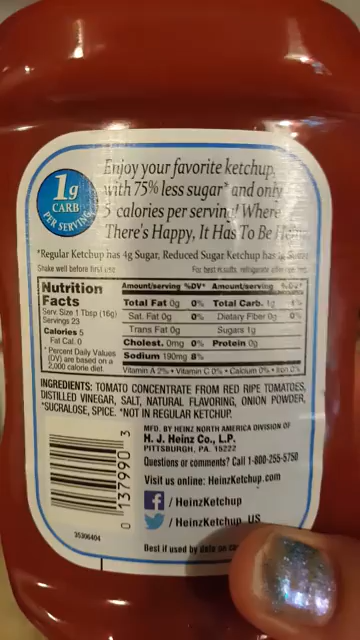 1g
CARB
PER SERVING
Enjoy your favorite ketchup,
with 75% less sugar* and only
5 calories per serving! Where
There's Happy, It Has To Be
*Regular Ketchup has 4g Sugar, Reduced Sugar Ketchup has
Shake well before first use
For best results, refrigerate after
Nutrition
Facts
Serv. Size 1 Tbsp (16g)
Servings 23
Calories 5
Fat Cal. 0
* Percent Daily Values
(DV) are based on a
2,000 calorie diet.
Amount/serving %DV* Amount/serving %DV*
Total Fat 0g 0% Total Carb. 1g
Sat. Fat 0g 0% Dietary Fiber 0g 0%
Trans Fat 0g Sugars 1g
Cholest. 0mg 0% Protein 0g
Sodium 190mg 8%
Vitamin A 2% • Vitamin C 0% • Calcium 0% • Iron 0%
INGREDIENTS: TOMATO CONCENTRATE FROM RED RIPE TOMATOES,
DISTILLED VINEGAR, SALT, NATURAL FLAVORING, ONION POWDER,
*SUCRALOSE, SPICE. *NOT IN REGULAR KETCHUP.
0 137990 3
35306404
MFD. BY HEINZ NORTH AMERICA DIVISION OF
H. J. Heinz Co., L.P.
PITTSBURGH, PA. 15222
Questions or comments? Call 1-800-255-5750
Visit us online: HeinzKetchup.com
f / HeinzKetchup
/ HeinzKetchup_US
Best if used by date on